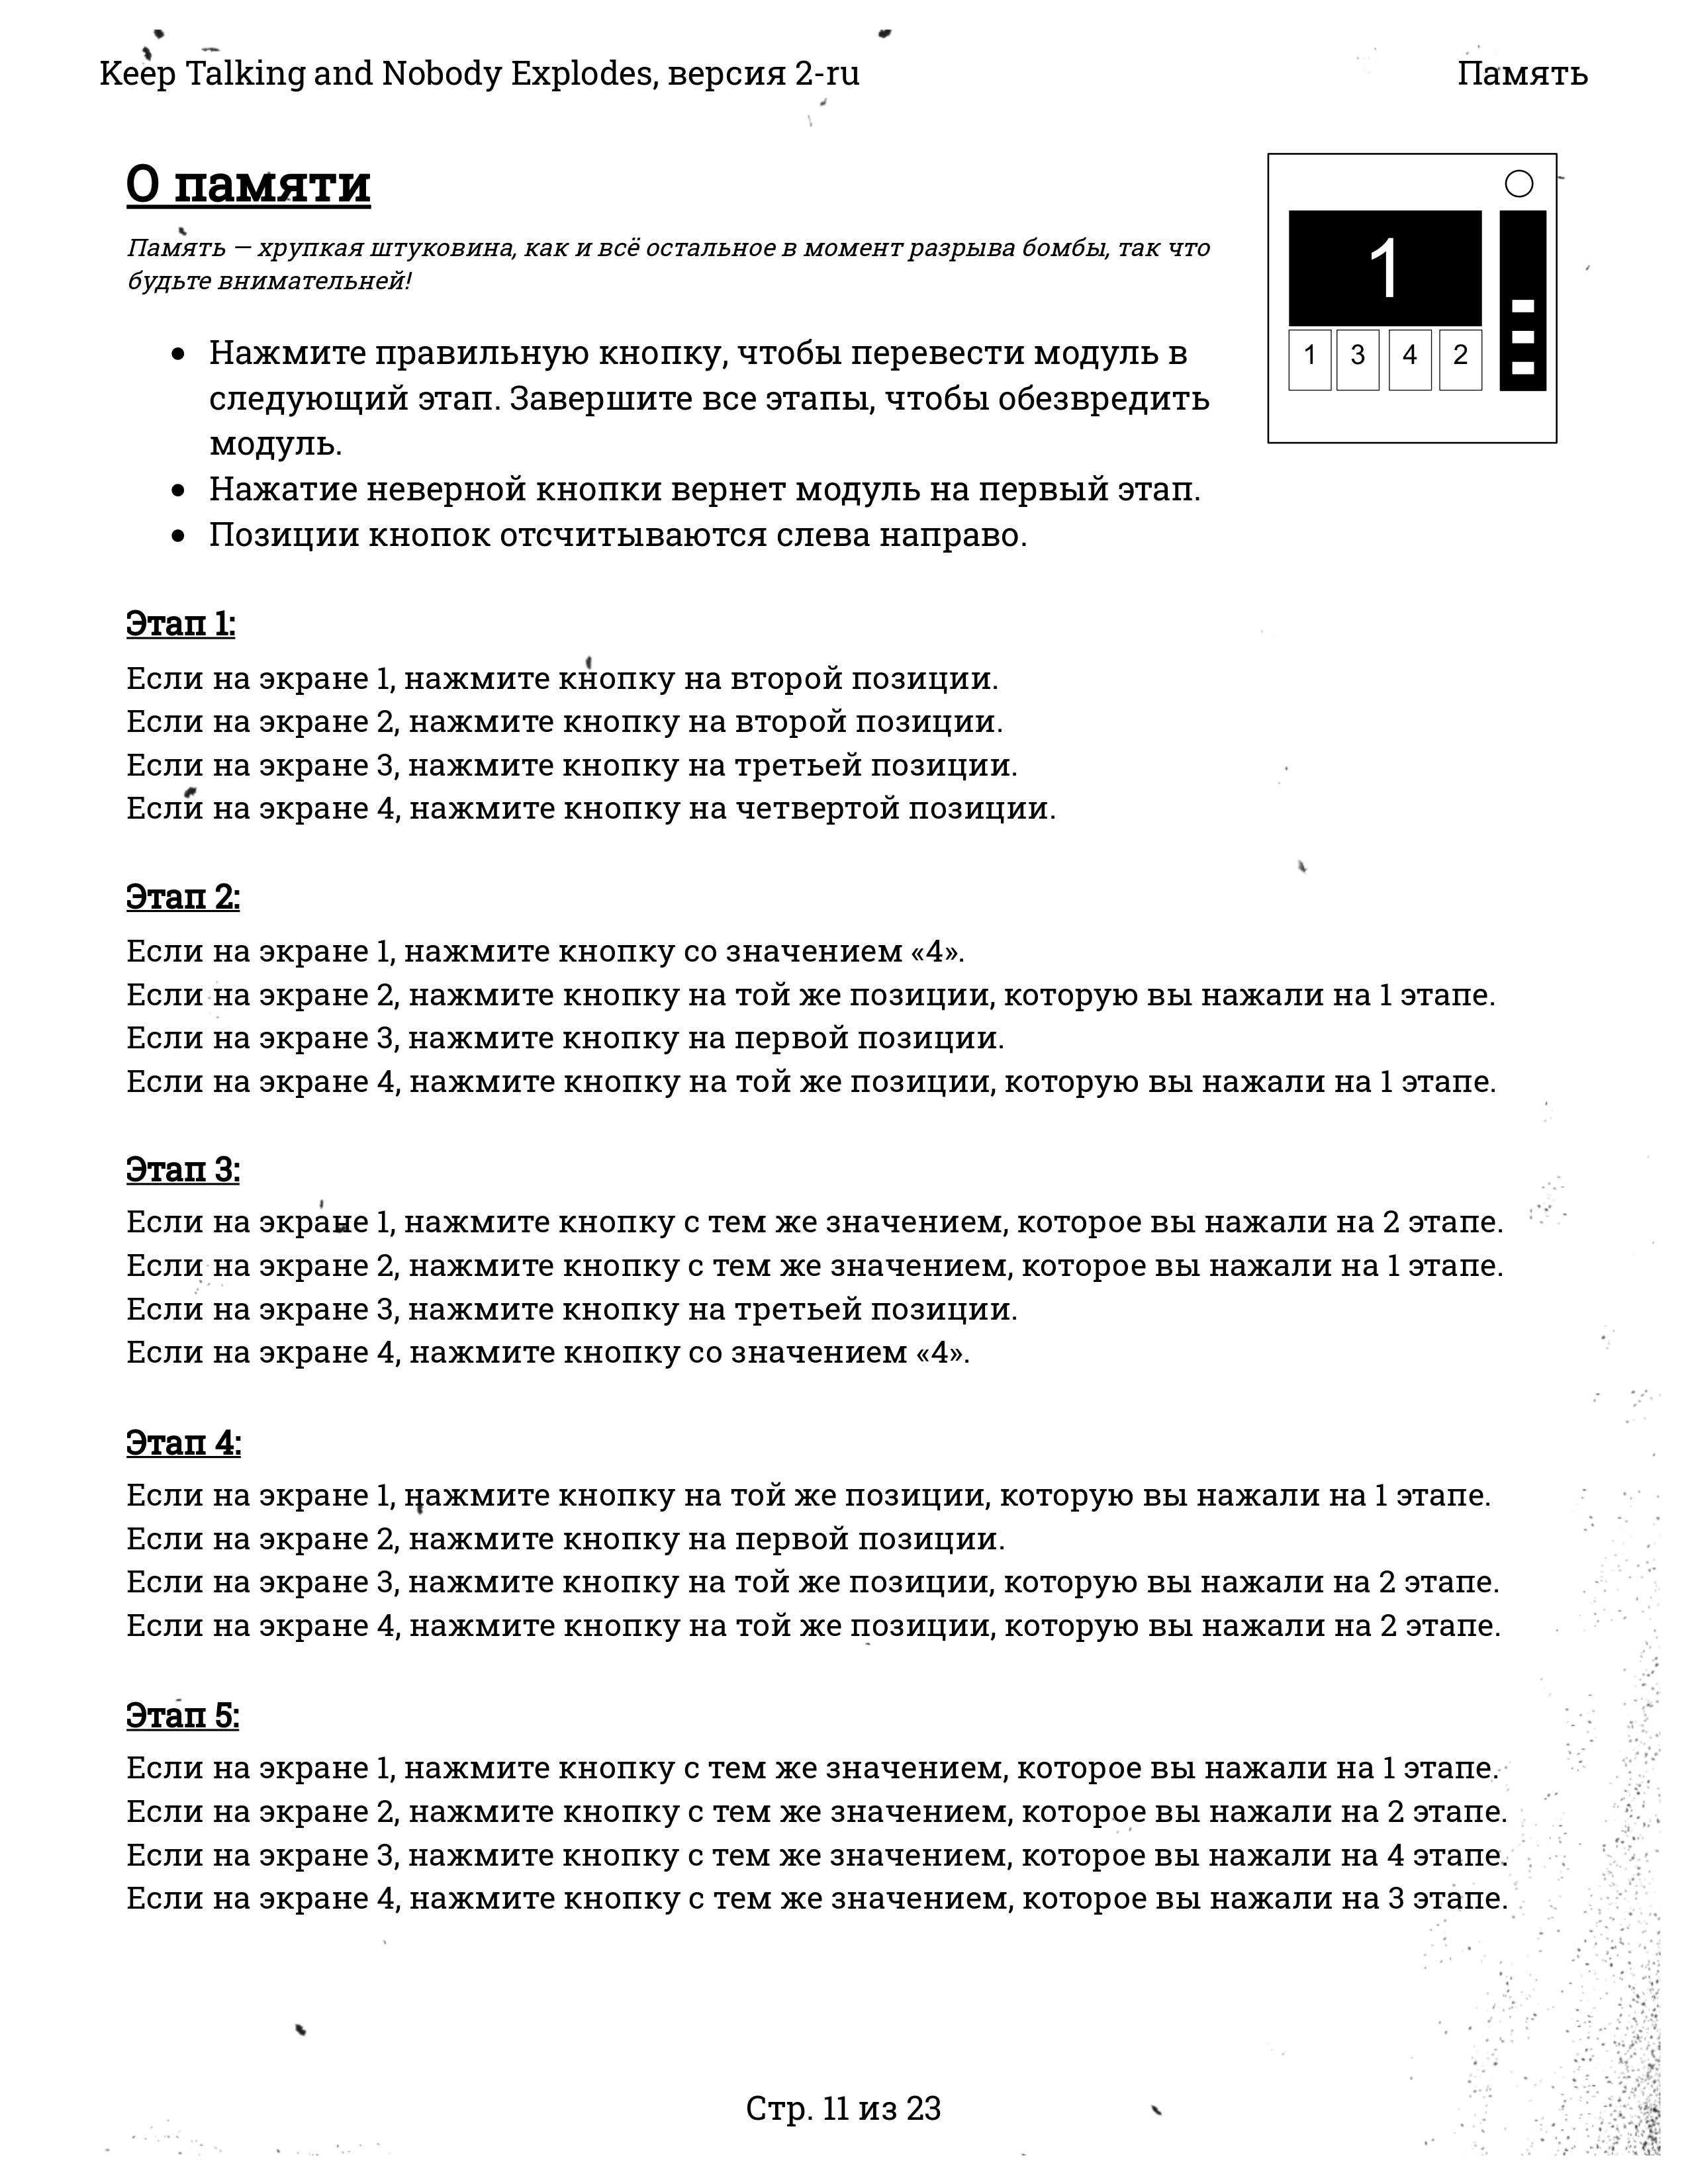 Keep Talking and Nobody Explodes, версия 2-ru
Память
О памяти
Память — хрупкая штуковина, как и всё остальное в момент разрыва бомбы, так что
будьте внимательней!
1
1 3 4 2
• Нажмите правильную кнопку, чтобы перевести модуль в
следующий этап. Завершите все этапы, чтобы обезвредить
модуль.
• Нажатие неверной кнопки вернет модуль на первый этап.
• Позиции кнопок отсчитываются слева направо.
Этап 1:
Если на экране 1, нажмите кнопку на второй позиции.
Если на экране 2, нажмите кнопку на второй позиции.
Если на экране 3, нажмите кнопку на третьей позиции.
Если на экране 4, нажмите кнопку на четвертой позиции.
Этап 2:
Если на экране 1, нажмите кнопку со значением «4».
Если на экране 2, нажмите кнопку на той же позиции, которую вы нажали на 1 этапе.
Если на экране 3, нажмите кнопку на первой позиции.
Если на экране 4, нажмите кнопку на той же позиции, которую вы нажали на 1 этапе.
Этап 3:
Если на экране 1, нажмите кнопку с тем же значением, которое вы нажали на 2 этапе.
Если на экране 2, нажмите кнопку с тем же значением, которое вы нажали на 1 этапе.
Если на экране 3, нажмите кнопку на третьей позиции.
Если на экране 4, нажмите кнопку со значением «4».
Этап 4:
Если на экране 1, нажмите кнопку на той же позиции, которую вы нажали на 1 этапе.
Если на экране 2, нажмите кнопку на первой позиции.
Если на экране 3, нажмите кнопку на той же позиции, которую вы нажали на 2 этапе.
Если на экране 4, нажмите кнопку на той же позиции, которую вы нажали на 2 этапе.
Этап 5:
Если на экране 1, нажмите кнопку с тем же значением, которое вы нажали на 1 этапе.
Если на экране 2, нажмите кнопку с тем же значением, которое вы нажали на 2 этапе.
Если на экране 3, нажмите кнопку с тем же значением, которое вы нажали на 4 этапе.
Если на экране 4, нажмите кнопку с тем же значением, которое вы нажали на 3 этапе.
Стр. 11 из 23